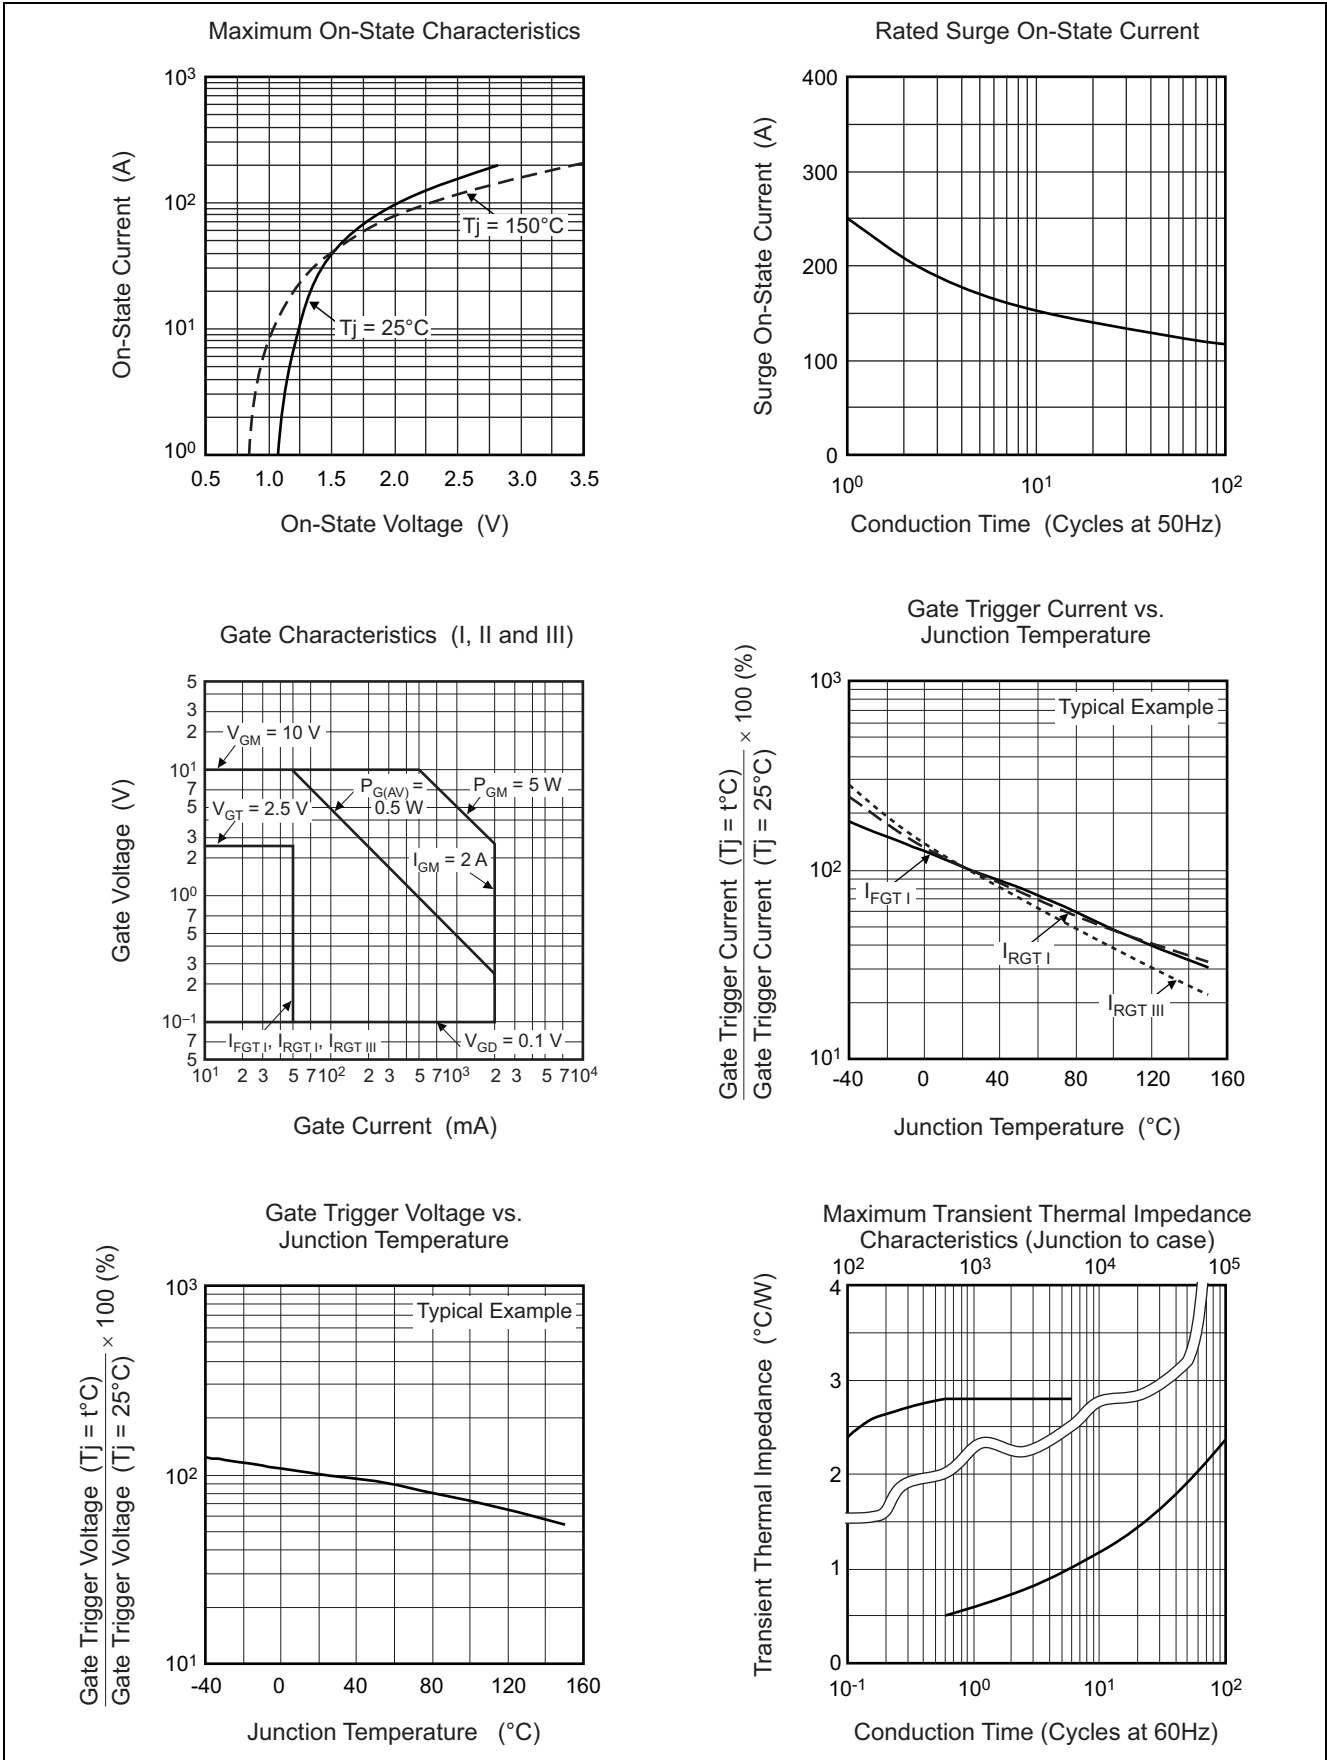 Maximum On-State Characteristics
On-State Current (A)
10³
10²
10¹
10⁰
Tj = 150°C
Tj = 25°C
0.5 1.0 1.5 2.0 2.5 3.0 3.5
On-State Voltage (V)
Rated Surge On-State Current
Surge On-State Current (A)
400
300
200
100
0
10⁰ 10¹ 10²
Conduction Time (Cycles at 50Hz)
Gate Characteristics (I, II and III)
Gate Voltage (V)
5
3
2
10¹
7
5
3
2
10⁰
7
5
3
2
10⁻¹
7
5
V_GM = 10 V
P_G(AV) =
0.5 W
P_GM = 5 W
V_GT = 2.5 V
I_GM = 2 A
I_FGT I, I_RGT I, I_RGT III
V_GD = 0.1 V
10¹ 2 3 5 7 10² 2 3 5 7 10³ 2 3 5 7 10⁴
Gate Current (mA)
Gate Trigger Current vs.
Junction Temperature
Gate Trigger Current (Tj = t°C)
Gate Trigger Current (Tj = 25°C)
× 100 (%)
10³
10²
10¹
Typical Example
I_FGT I
I_RGT I
I_RGT III
-40 0 40 80 120 160
Junction Temperature (°C)
Gate Trigger Voltage vs.
Junction Temperature
Gate Trigger Voltage (Tj = t°C)
Gate Trigger Voltage (Tj = 25°C)
× 100 (%)
10³
10²
10¹
Typical Example
-40 0 40 80 120 160
Junction Temperature (°C)
Maximum Transient Thermal Impedance
Characteristics (Junction to case)
10² 10³ 10⁴ 10⁵
Transient Thermal Impedance (°C/W)
4
3
2
1
0
10⁻¹ 10⁰ 10¹ 10²
Conduction Time (Cycles at 60Hz)